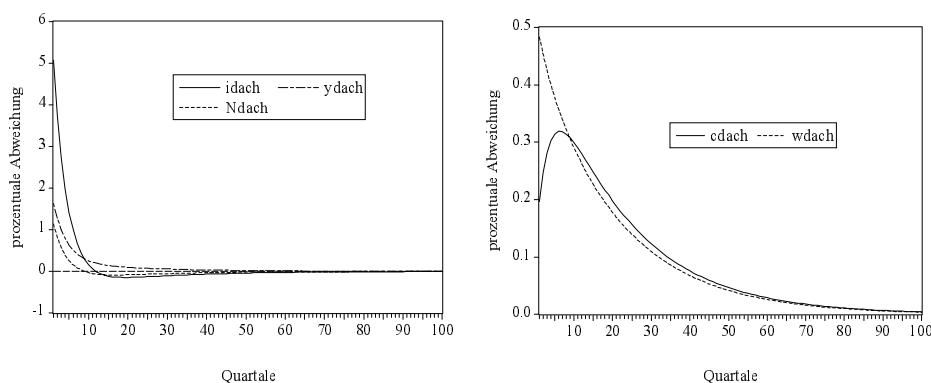 6
5
4
3
2
1
0
-1
prozentuale Abweichung
idach
ydach
Ndach
10 20 30 40 50 60 70 80 90 100
Quartale
0.5
0.4
0.3
0.2
0.1
0.0
prozentuale Abweichung
cdach
wdach
10 20 30 40 50 60 70 80 90 100
Quartale